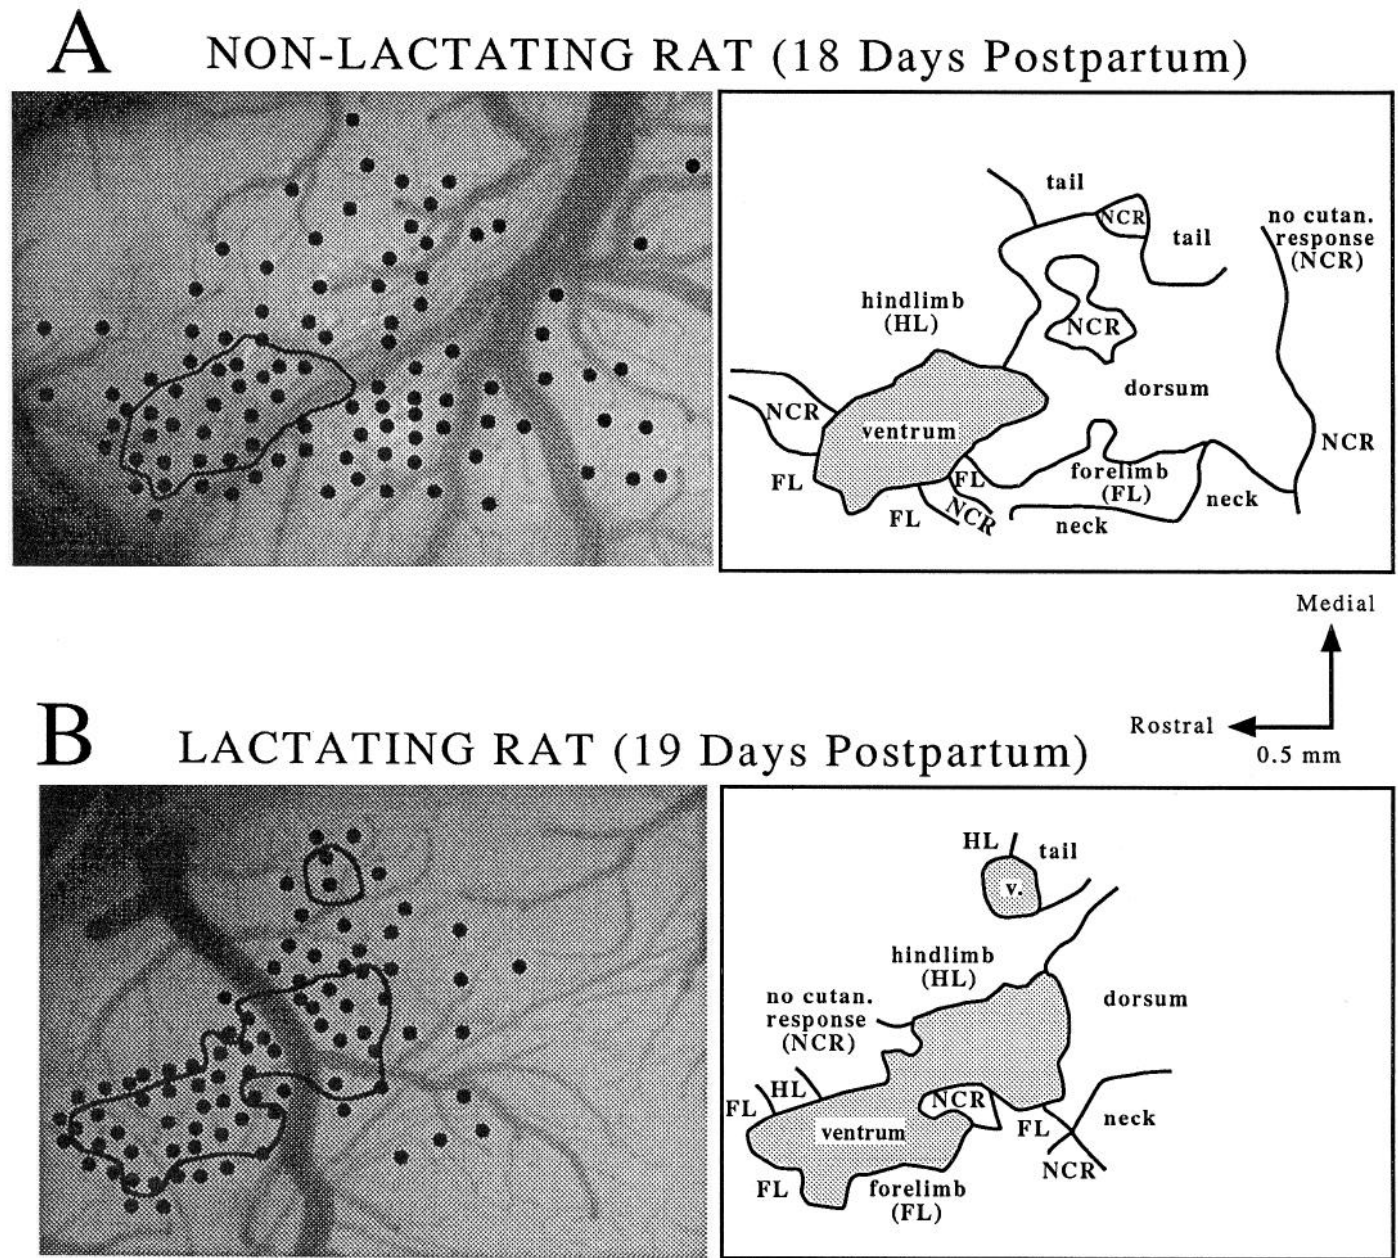 A
NON-LACTATING RAT (18 Days Postpartum)
tail
NCR
tail
no cutan.
response
(NCR)
hindlimb
(HL)
NCR
dorsum
NCR
ventrum
NCR
FL
FL
forelimb
(FL)
neck
FL
NCR
neck
Medial
Rostral
0.5 mm
B
LACTATING RAT (19 Days Postpartum)
HL
tail
v.
hindlimb
(HL)
no cutan.
response
(NCR)
dorsum
HL
FL
NCR
ventrum
FL
neck
NCR
FL
forelimb
(FL)